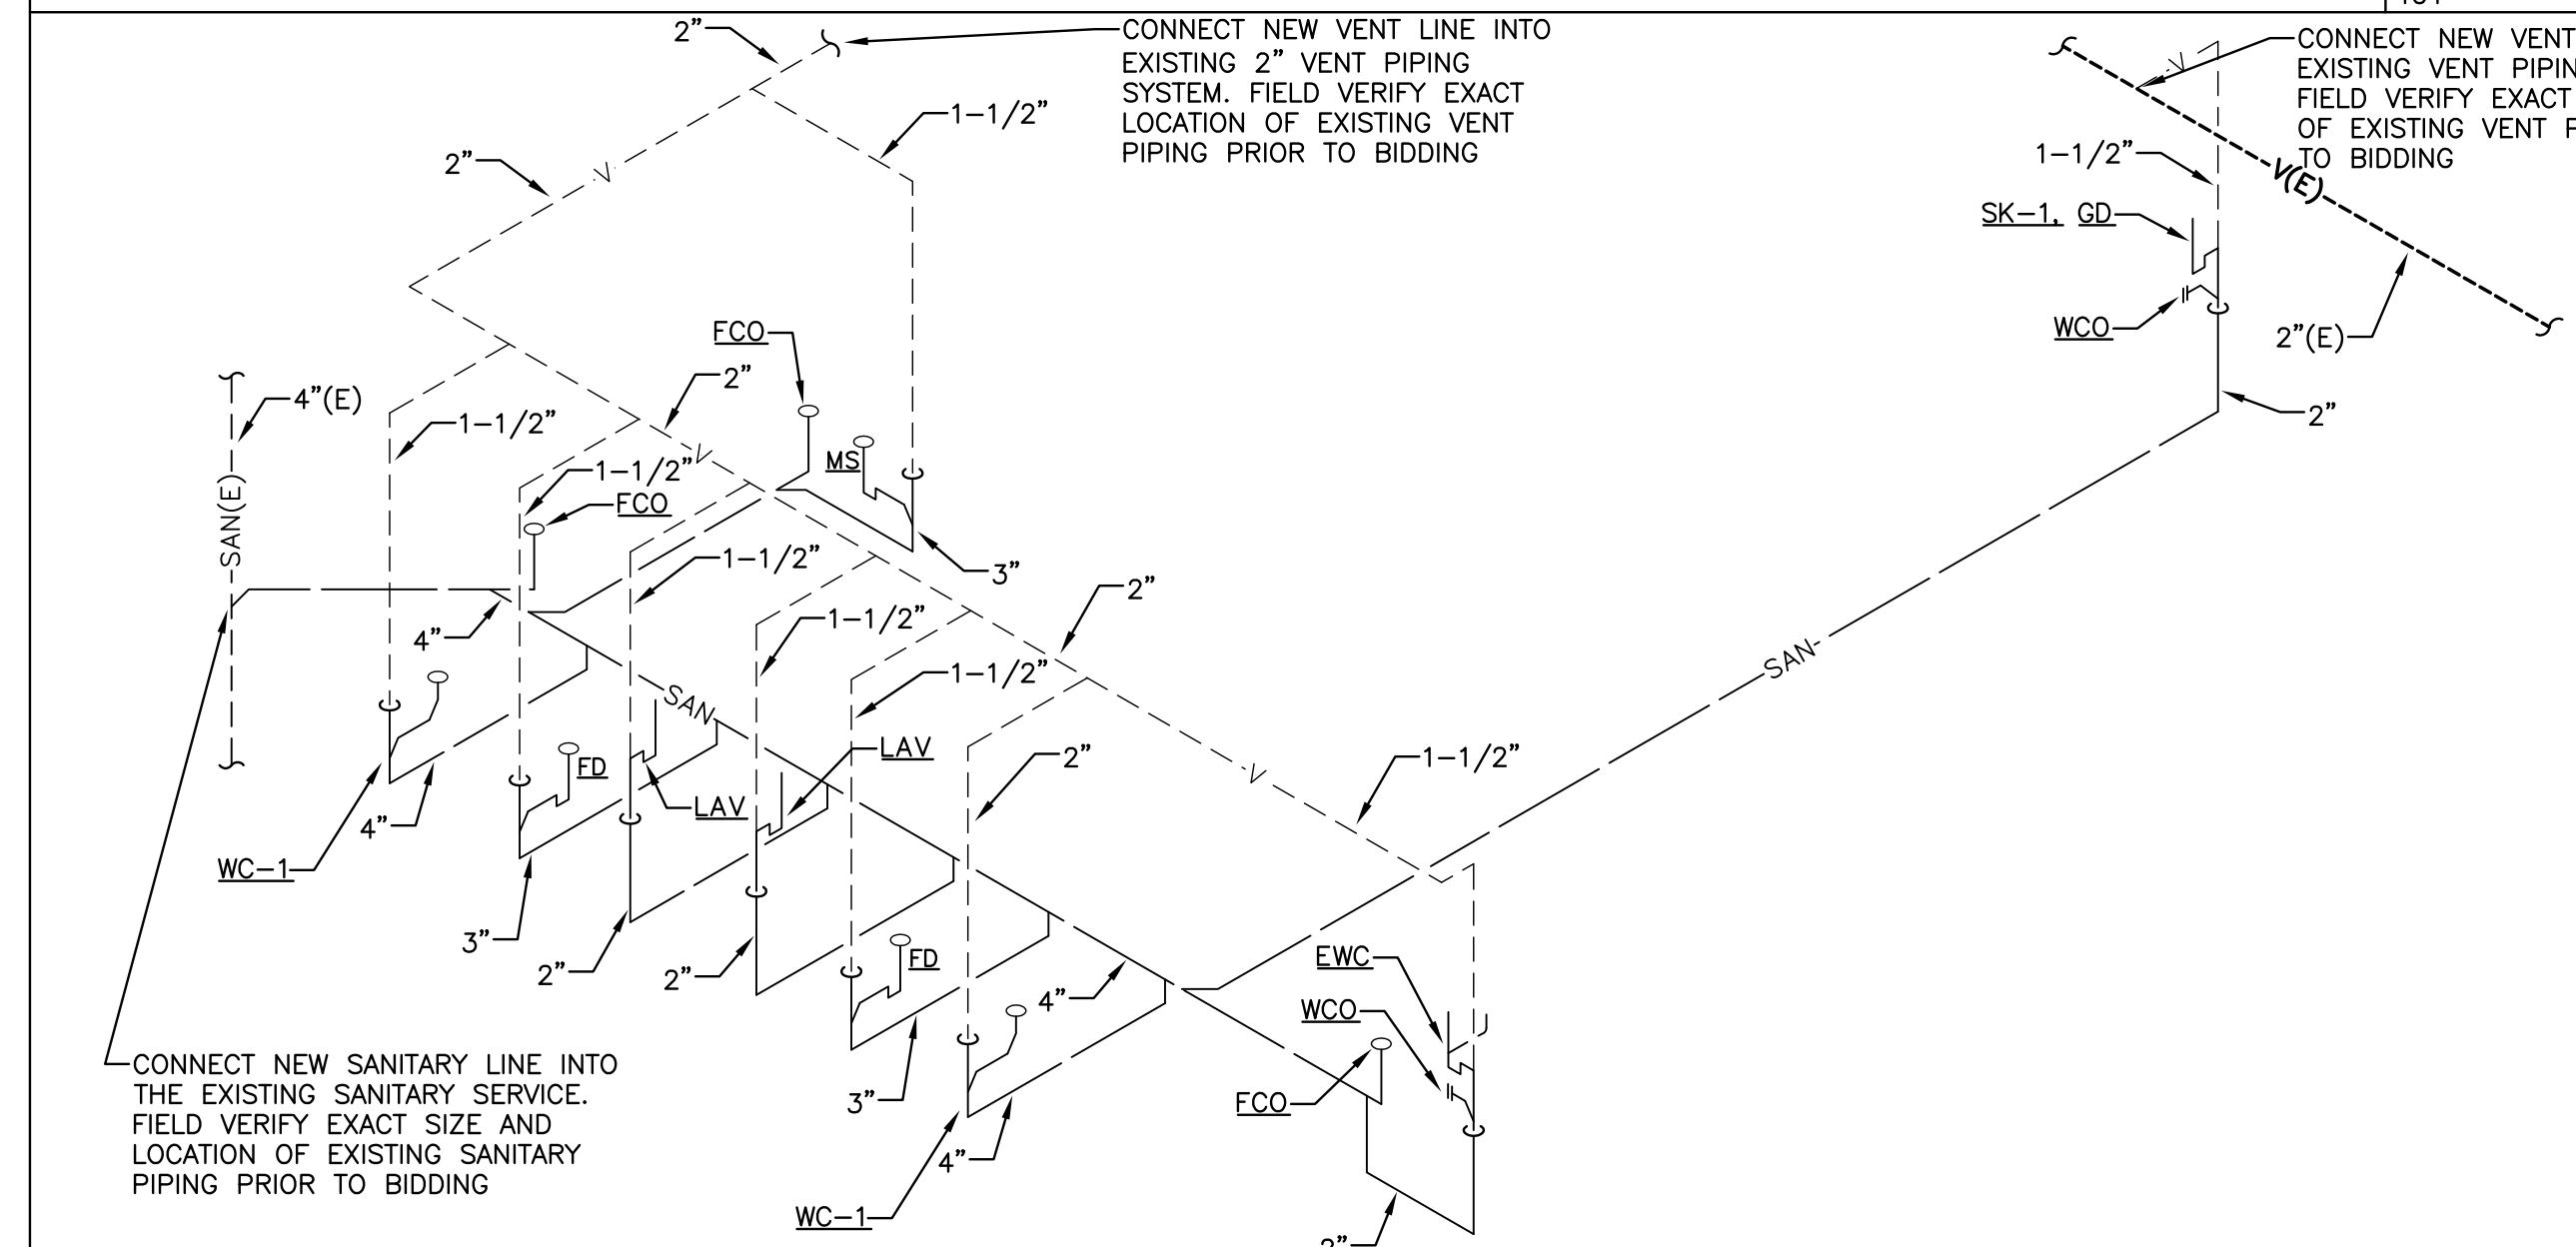 2"
CONNECT NEW VENT LINE INTO
EXISTING 2" VENT PIPING
SYSTEM. FIELD VERIFY EXACT
LOCATION OF EXISTING VENT
PIPING PRIOR TO BIDDING
CONNECT NEW VENT
EXISTING VENT
FIELD VERIFY EXACT
OF EXISTING VENT
TO BIDDING
V
1-1/2"
2"
V
1-1/2"
V(E)
SK-1, GD
WCO
2"(E)
2"
FCO
2"
4"(E)
1-1/2"
V
MS
1-1/2"
FCO
SAN(E)
1-1/2"
3"
2"
4"
1-1/2"
1-1/2"
SAN
SAN
LAV
2"
V
1-1/2"
FD
LAV
4"
WC-1
3"
2"
2"
FD
4"
EWC
WCO
3"
FCO
4"
WC-1
CONNECT NEW SANITARY LINE INTO
THE EXISTING SANITARY SERVICE.
FIELD VERIFY EXACT SIZE AND
LOCATION OF EXISTING SANITARY
PIPING PRIOR TO BIDDING